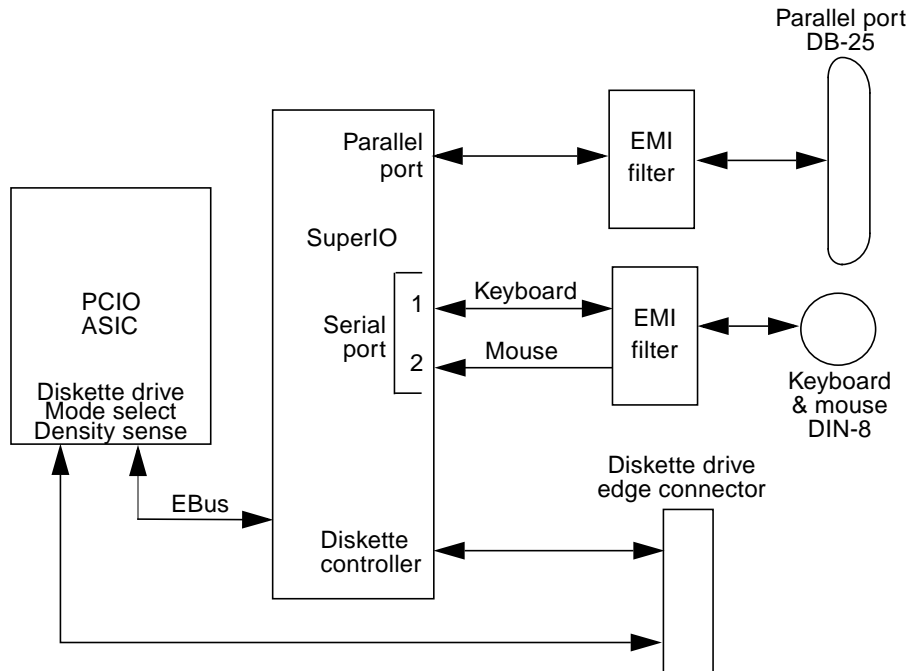 Parallel port
DB-25
Parallel
port
EMI
filter
SuperIO
PCIO
ASIC
Diskette drive
Mode select
Density sense
Serial
port
1
2
Keyboard
Mouse
EMI
filter
Keyboard
& mouse
DIN-8
EBus
Diskette
controller
Diskette drive
edge connector